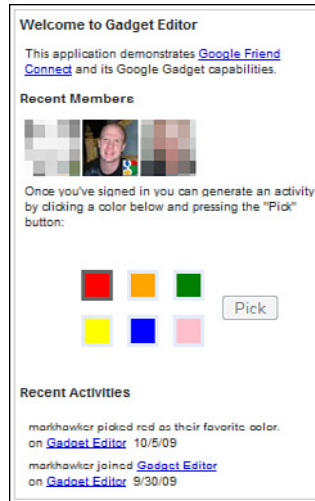 Welcome to Gadget Editor
This application demonstrates Google Friend
Connect and its Google Gadget capabilities.
Recent Members
Once you've signed in you can generate an activity
by clicking a color below and pressing the "Pick"
button:
Pick
Recent Activities
markhawker picked red as their favorite color.
on Gadget Editor 10/5/09
markhawker joined Gadget Editor
on Gadget Editor 9/30/09